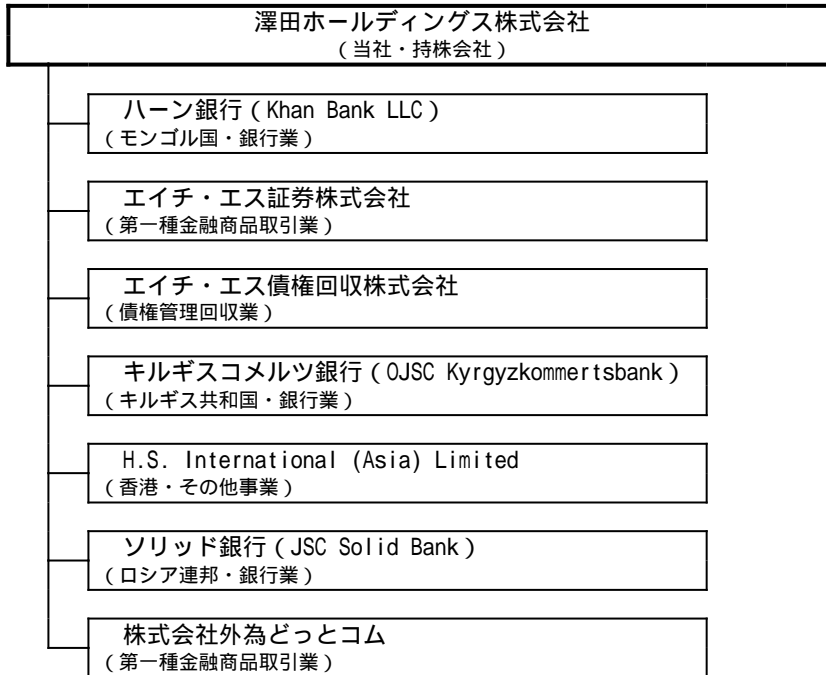 澤田ホールディングス株式会社
(当社・持株会社)
ハーン銀行(Khan Bank LLC)
(モンゴル国・銀行業)
エイチ・エス証券株式会社
(第一種金融商品取引業)
エイチ・エス債権回収株式会社
(債権管理回収業)
キルギスコメルツ銀行(OJSC Kyrgyzkommertsbank)
(キルギス共和国・銀行業)
H.S. International (Asia) Limited
(香港・その他事業)
ソリッド銀行(JSC Solid Bank)
(ロシア連邦・銀行業)
株式会社外為どっとコム
(第一種金融商品取引業)